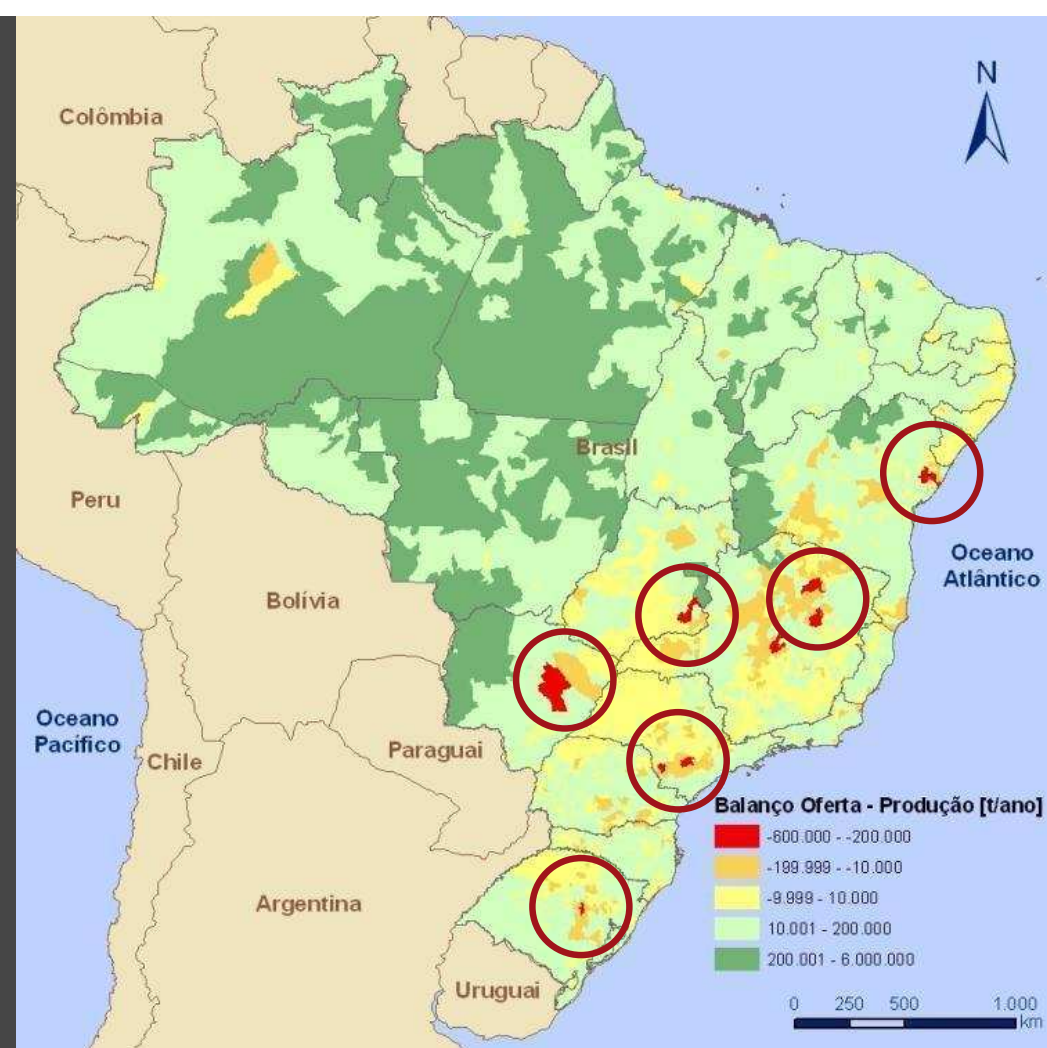 N
Colômbia
Brasil
Peru
Oceano
Atlântico
Bolívia
Oceano
Pacífico
Chile
Paraguai
Balanço Oferta - Produção [t/ano]
-600.000 - -200.000
-199.999 - -10.000
-9.999 - 10.000
10.001 - 200.000
200.001 - 6.000.000
Argentina
Uruguai
0 250 500 1.000
km